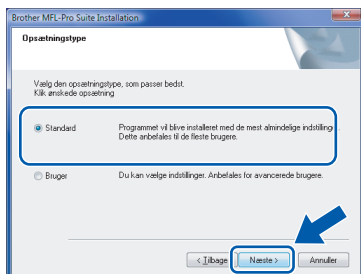 Brother MFL-Pro Suite Installation
Opsætningstype
Vælg den opsætningstype, som passer bedst.
Klik ønskede opsætning
Standard
Programmet vil blive installeret med de mest almindelige indstillinge
Dette anbefales til de fleste brugere.
Bruger
Du kan vælge indstillinger. Anbefales for avancerede brugere.
< Tilbage
Næste >
Annuller